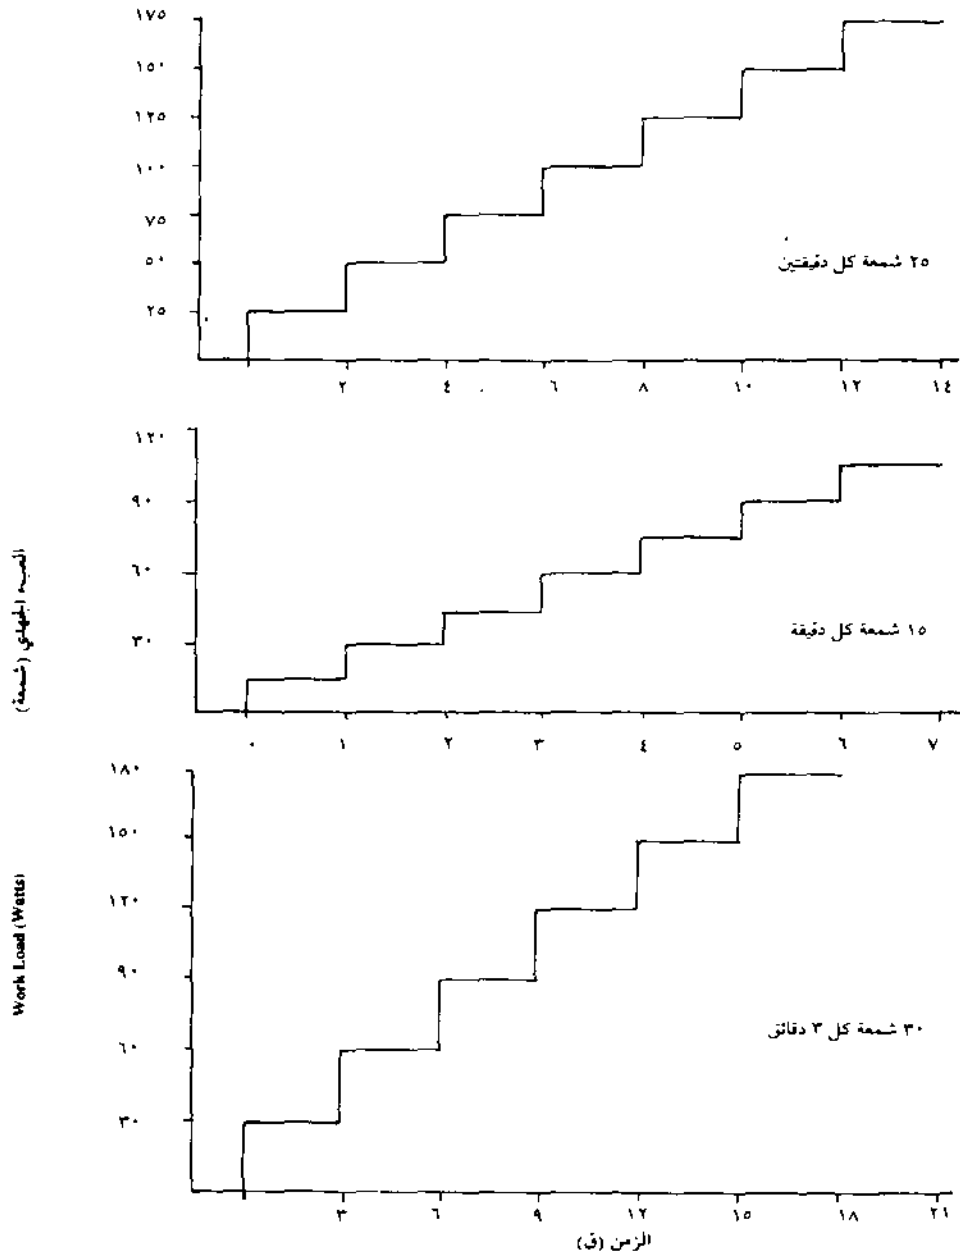 ١٧٥
١٥٠
١٢٥
١٠٠
٧٥
٥٠
٢٥
٢٥ شمعة كل دقيقتين
٢ ٤ ٦ ٨ ١٠ ١٢ ١٤
١٢٠
٩٠
٦٠
٣٠
١٥ شمعة كل دقيقة
٠ ١ ٢ ٣ ٤ ٥ ٦ ٧
العبء الجهدي (شمعة)
Work Load (Watts)
١٨٠
١٥٠
١٢٠
٩٠
٦٠
٣٠
٣٠ شمعة كل ٣ دقائق
٣ ٦ ٩ ١٢ ١٥ ١٨ ٢١
الزمن (ق)